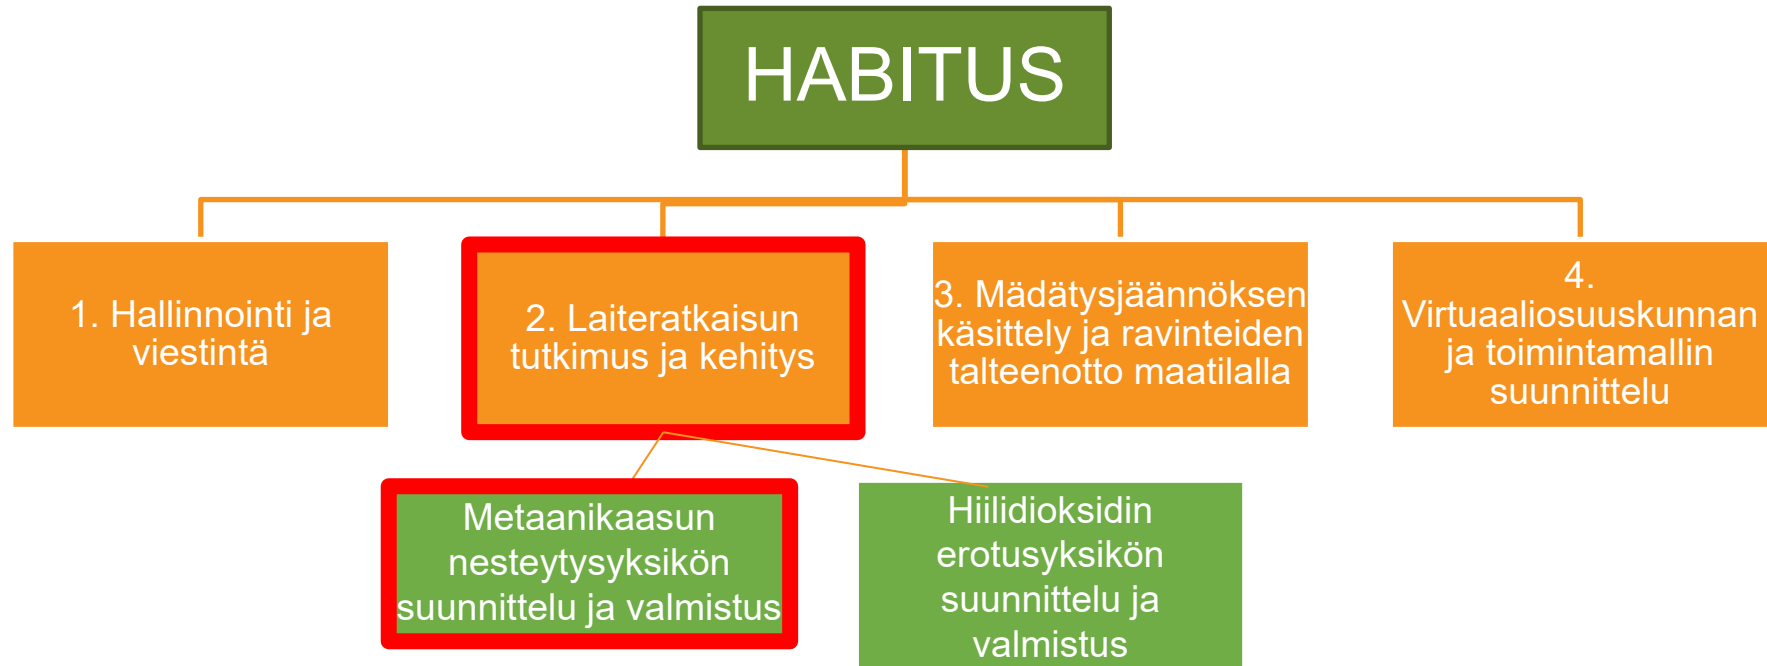 HABITUS
1. Hallinnointi ja
viestintä
2. Laiteratkaisun
tutkimus ja kehitys
3. Mädätysjäännöksen
käsittely ja ravinteiden
talteenotto maatilalla
4.
Virtuaaliosuuskunnan
ja toimintamallin
suunnittelu
Metaanikaasun
nesteytysyksikön
suunnittelu ja valmistus
Hiilidioksidin
erotusyksikön
suunnittelu ja
valmistus